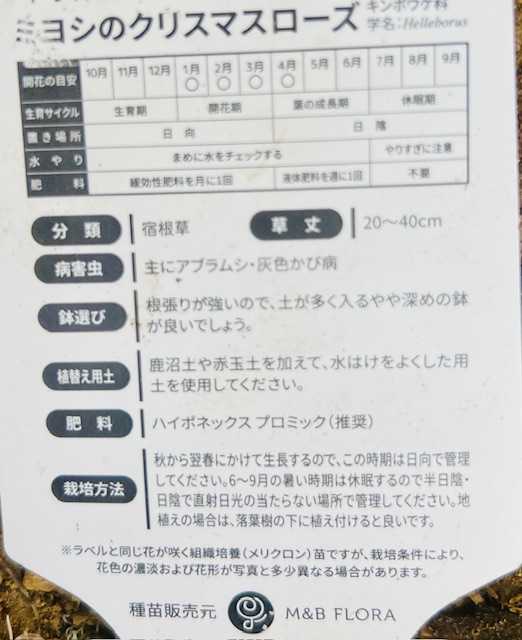 キンポウゲ科
ミヨシのクリスマスローズ 学名:Helleborus
開花の目安 10月 11月 12月 1月 2月 3月 4月 5月 6月 7月 8月 9月
○ ○ ○ ○
生育サイクル 生育期 開花期 葉の成長期 休眠期
置き場所 日向 日陰
水やり まめに水をチェックする やりすぎに注意
肥料 緩効性肥料を月に1回 液体肥料を週に1回 不要
分類 宿根草 草丈 20〜40cm
病害虫 主にアブラムシ・灰色かび病
鉢選び 根張りが強いので、土が多く入るやや深めの鉢
が良いでしょう。
植替え用土 鹿沼土や赤玉土を加えて、水はけをよくした用
土を使用してください。
肥料 ハイポネックス プロミック(推奨)
栽培方法 秋から翌春にかけて生長するので、この時期は日向で管理
してください。6〜9月の暑い時期は休眠するので半日陰・
日陰で直射日光の当たらない場所で管理してください。地
植えの場合は、落葉樹の下に植え付けると良いです。
※ラベルと同じ花が咲く組織培養(メリクロン)苗ですが、栽培条件により、
花色の濃淡および花形が写真と多少異なる場合があります。
種苗販売元 M&B FLORA